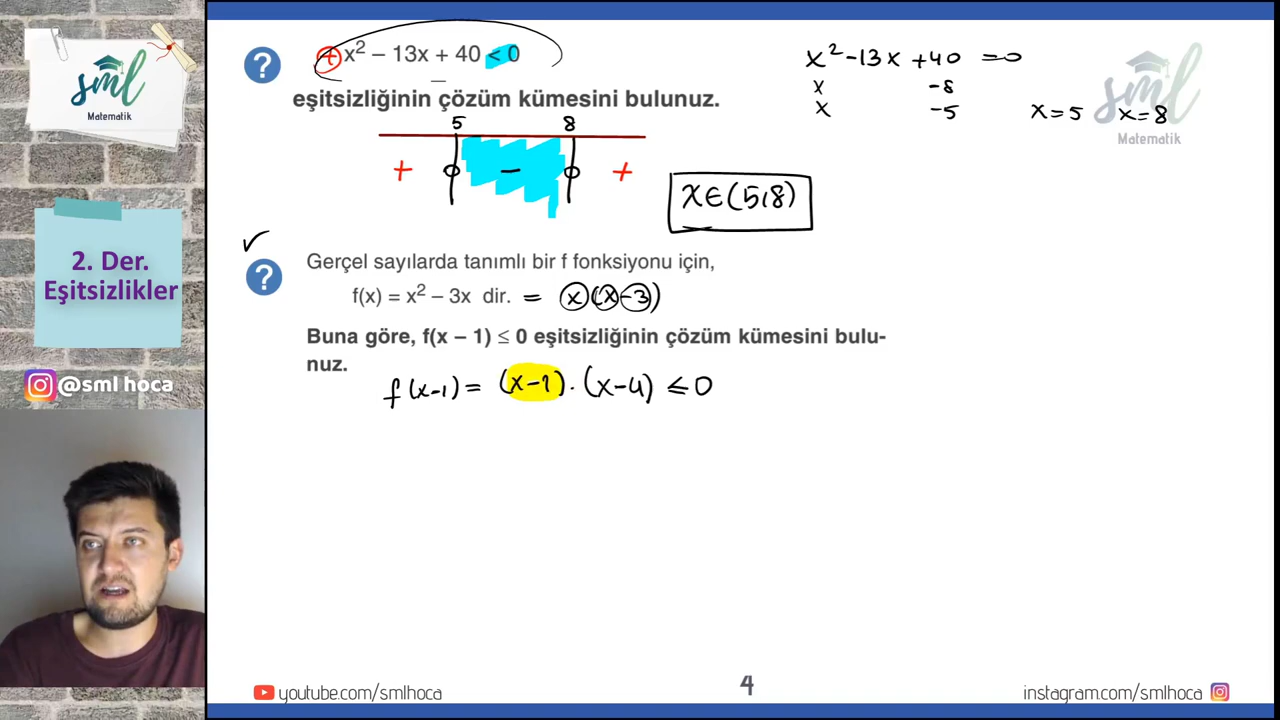 sml
Matematik
2. Der.
Eşitsizlikler
@sml hoca
+x² – 13x + 40 < 0
eşitsizliğinin çözüm kümesini bulunuz.
5 8
+ – +
x∈(5,8)
x²-13x+40 =0
x -8
x -5 x=5 x=8
sml
Matematik
Gerçel sayılarda tanımlı bir f fonksiyonu için,
f(x) = x² – 3x dir. = x(x-3)
Buna göre, f(x – 1) ≤ 0 eşitsizliğinin çözüm kümesini bulu-
nuz.
f(x-1) = (x-1).(x-4) ≤0
youtube.com/smlhoca
4
instagram.com/smlhoca